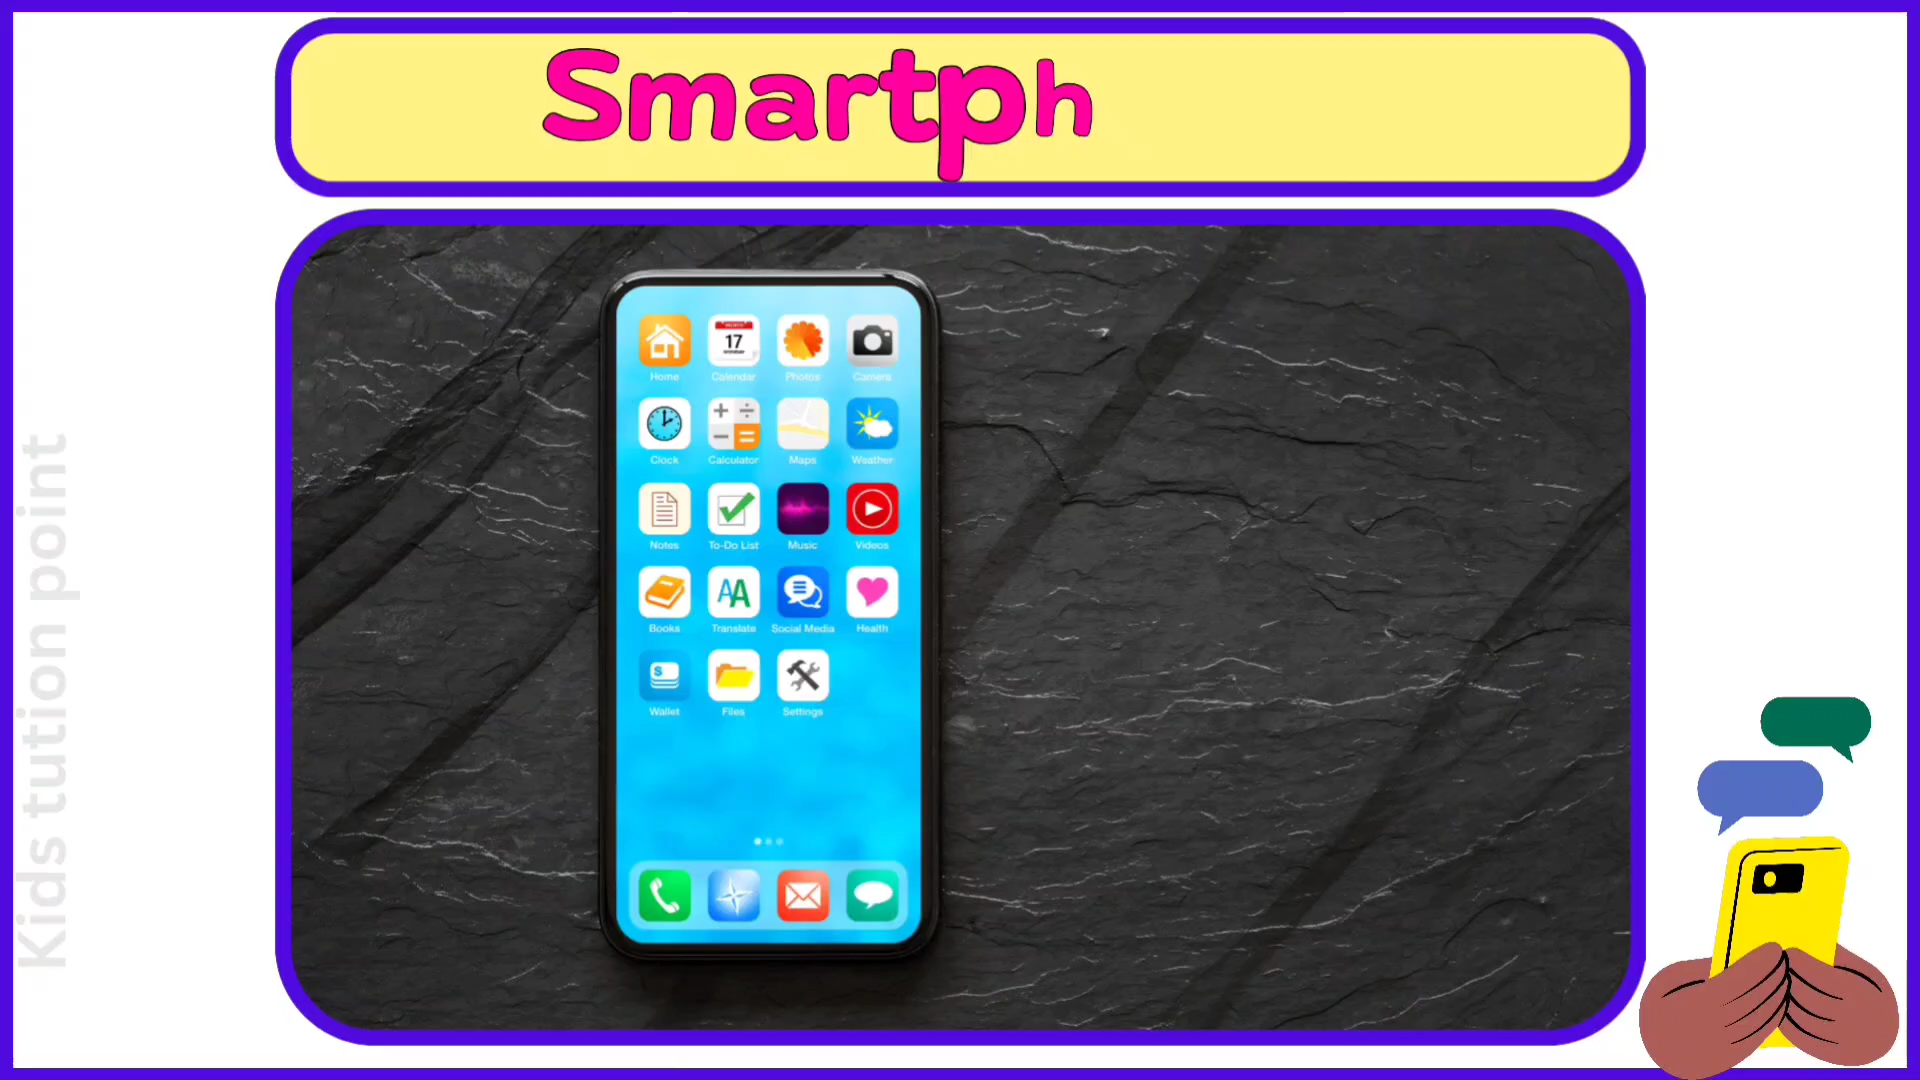 Smartph
Home Calendar Photos Camera
17
Clock Calculator Maps Weather
Notes To-Do List Music Videos
Books Translate Social Media Health
Wallet Files Settings
Kids tution point